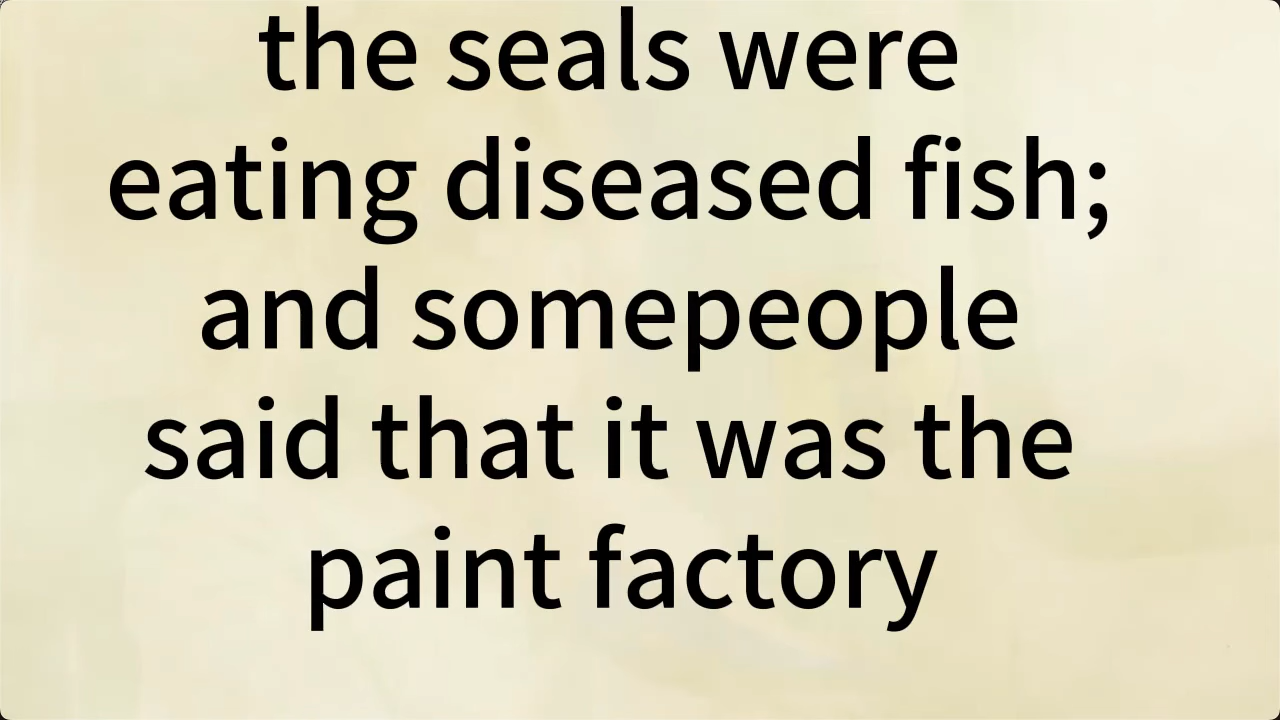 the seals were
eating diseased fish;
and somepeople
said that it was the
paint factory